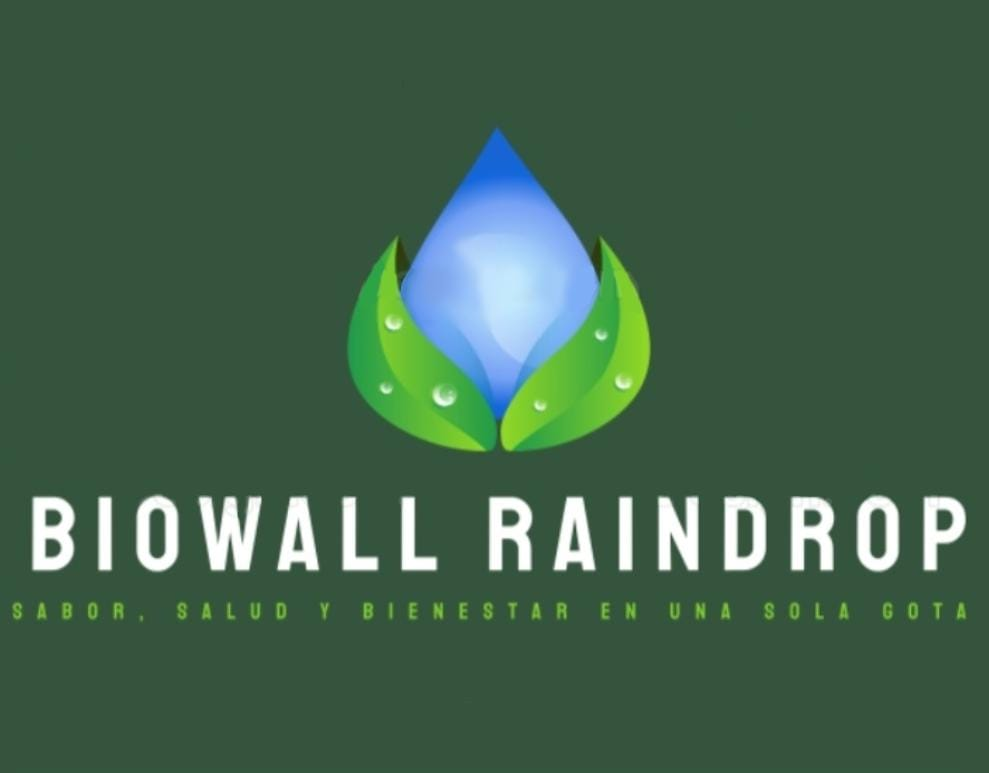 BIOWALL RAINDROP
SABOR, SALUD Y BIENESTAR EN UNA SOLA GOTA